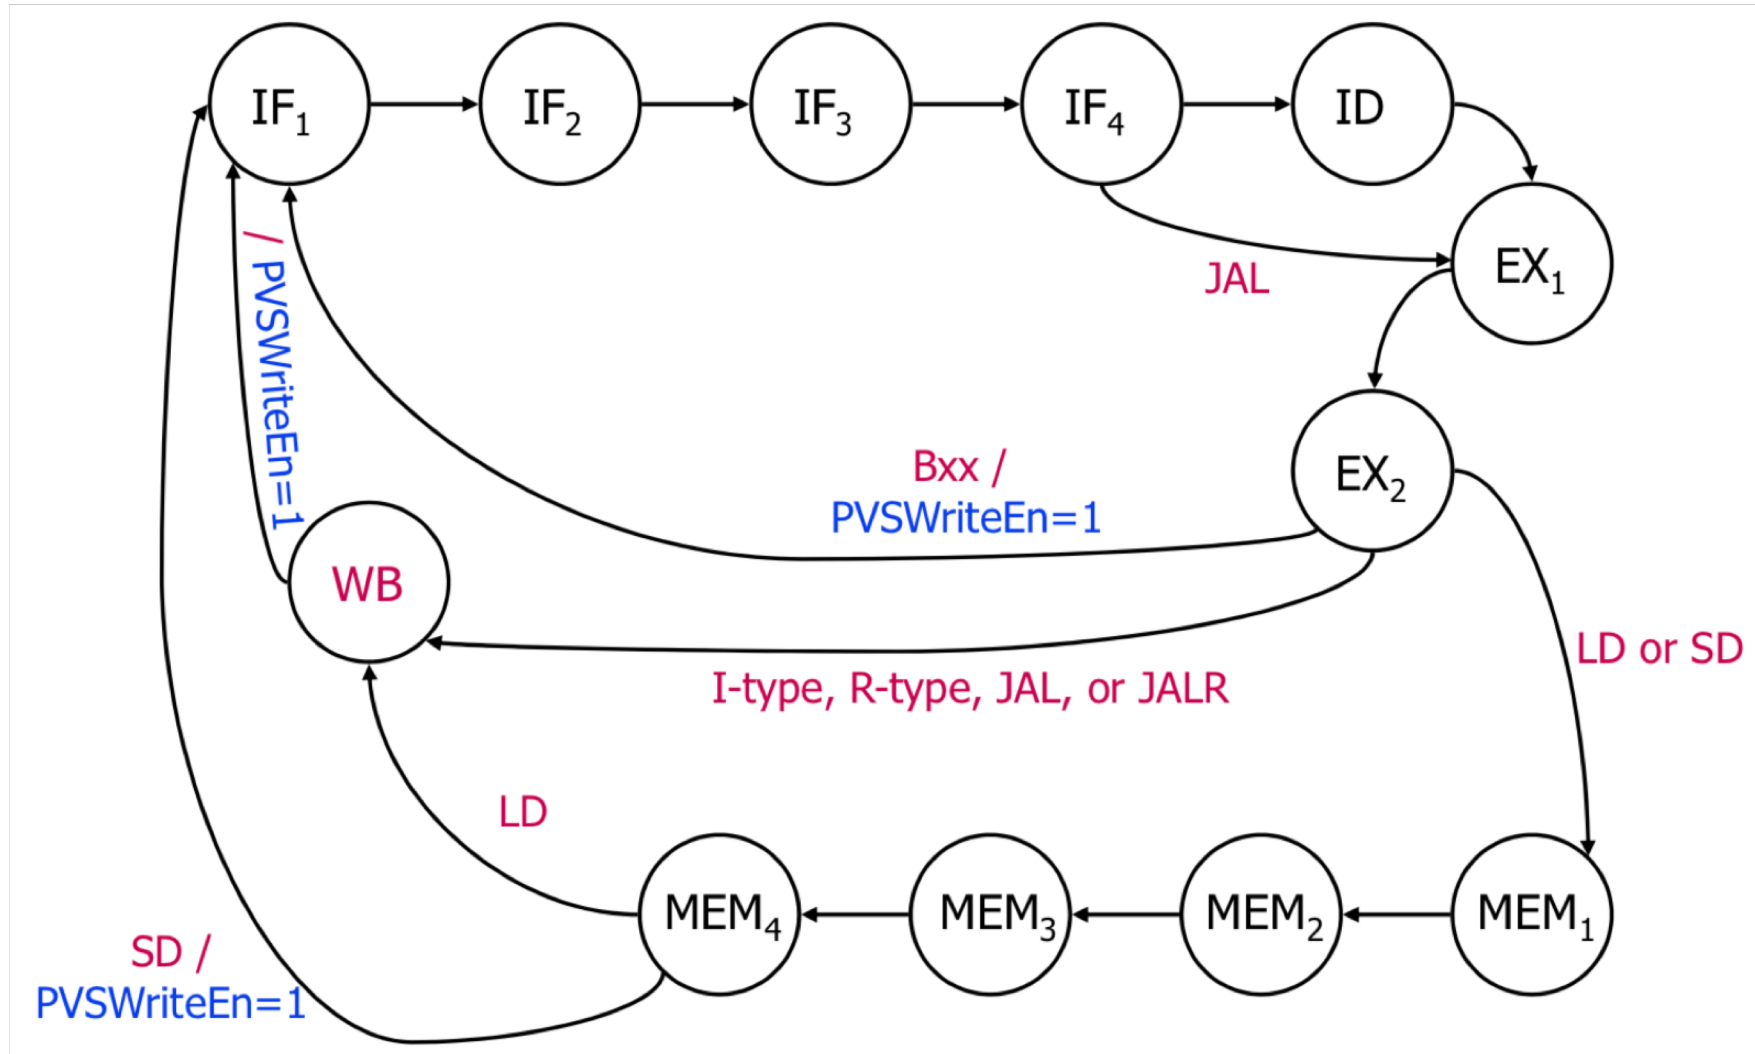 IF₁
IF₂
IF₃
IF₄
ID
JAL
EX₁
/ PVSWriteEn=1
Bxx /
PVSWriteEn=1
EX₂
WB
LD or SD
I-type, R-type, JAL, or JALR
LD
MEM₄
MEM₃
MEM₂
MEM₁
SD /
PVSWriteEn=1